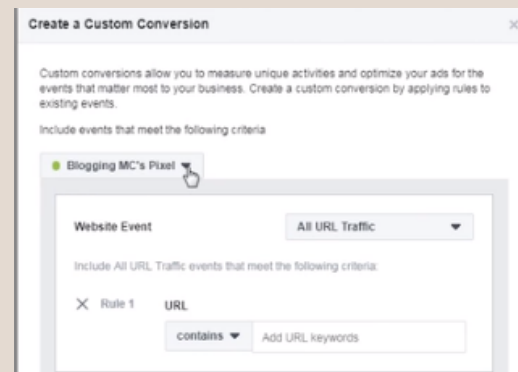 Create a Custom Conversion
Custom conversions allow you to measure unique activities and optimize your ads for the
events that matter most to your business. Create a custom conversion by applying rules to
existing events.
Include events that meet the following criteria
Blogging MC's Pixel
Website Event All URL Traffic
Include All URL Traffic events that meet the following criteria:
Rule 1 URL
contains Add URL keywords